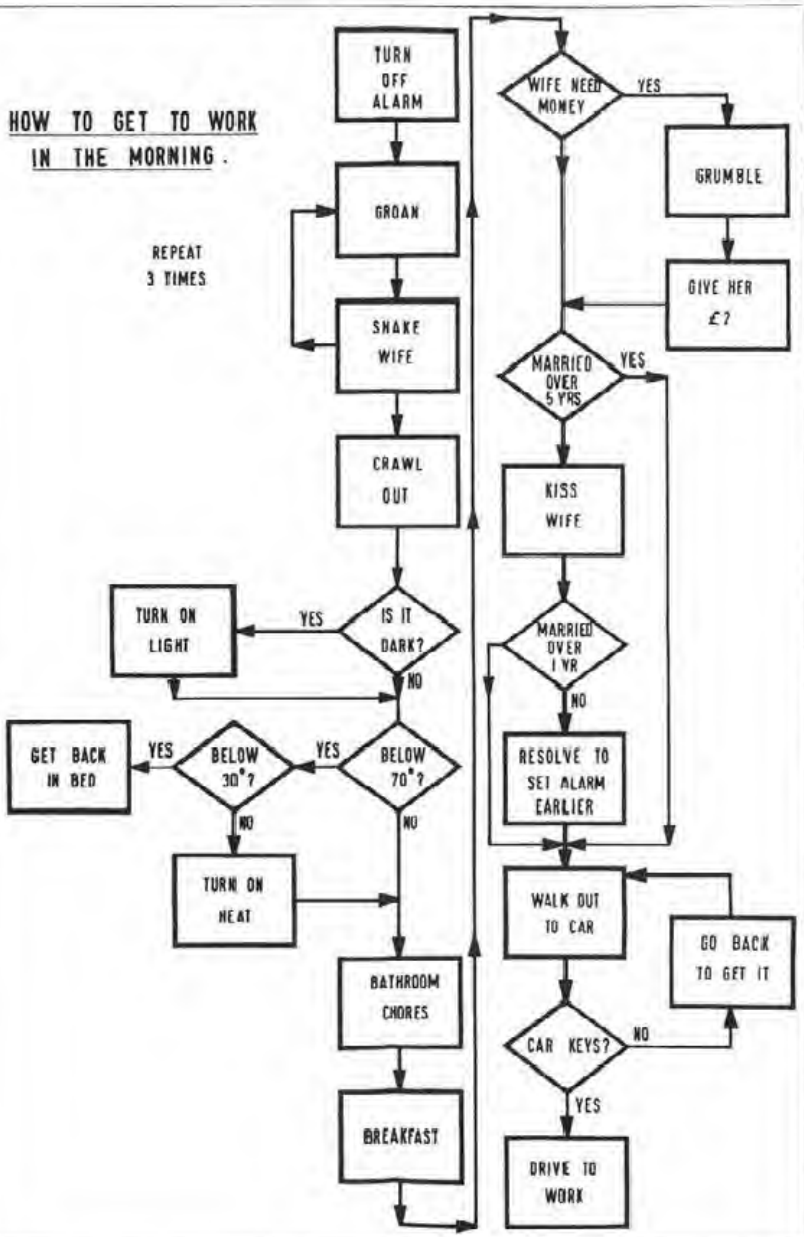 HOW TO GET TO WORK
IN THE MORNING.
REPEAT
3 TIMES
TURN
OFF
ALARM
GROAN
SHAKE
WIFE
CRAWL
OUT
IS IT
DARK?
YES
TURN ON
LIGHT
NO
BELOW
70°?
YES
BELOW
30°?
YES
GET BACK
IN BED
NO
TURN ON
HEAT
NO
BATHROOM
CHORES
BREAKFAST
WIFE NEED
MONEY
YES
GRUMBLE
GIVE HER
£?
MARRIED
OVER
5 YRS
YES
KISS
WIFE
MARRIED
OVER
1 YR
NO
RESOLVE TO
SET ALARM
EARLIER
WALK OUT
TO CAR
CAR KEYS?
NO
GO BACK
TO GET IT
YES
DRIVE TO
WORK